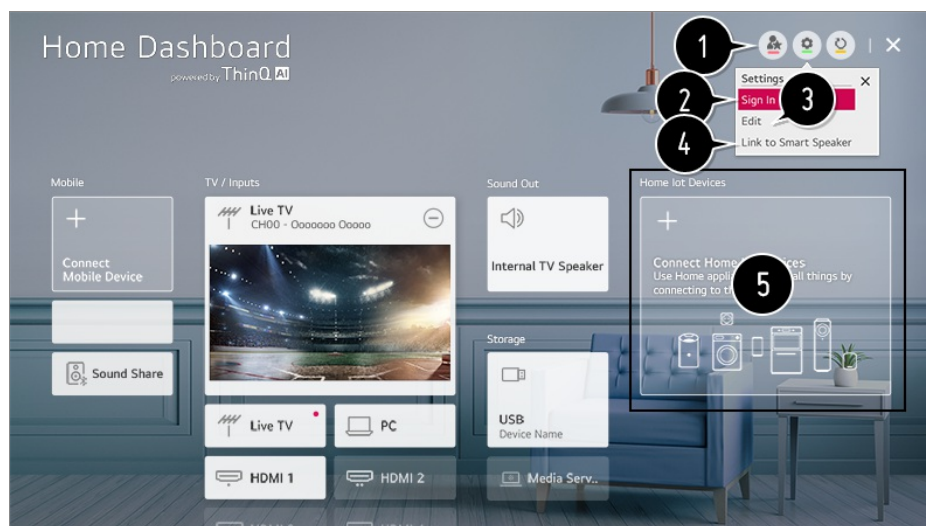 Home Dashboard
powered by ThinQ AI
1
Settings
2
Sign In
3
Edit
4
Link to Smart Speaker
Mobile
TV / Inputs
Sound Out
Home Iot Devices
Live TV
CH00 - Ooooooo Ooooo
Connect
Mobile Device
Internal TV Speaker
Connect Home
Use Home all things by
connecting to
5
Storage
Sound Share
USB
Device Name
Live TV
PC
HDMI 1
HDMI 2
Media Serv..